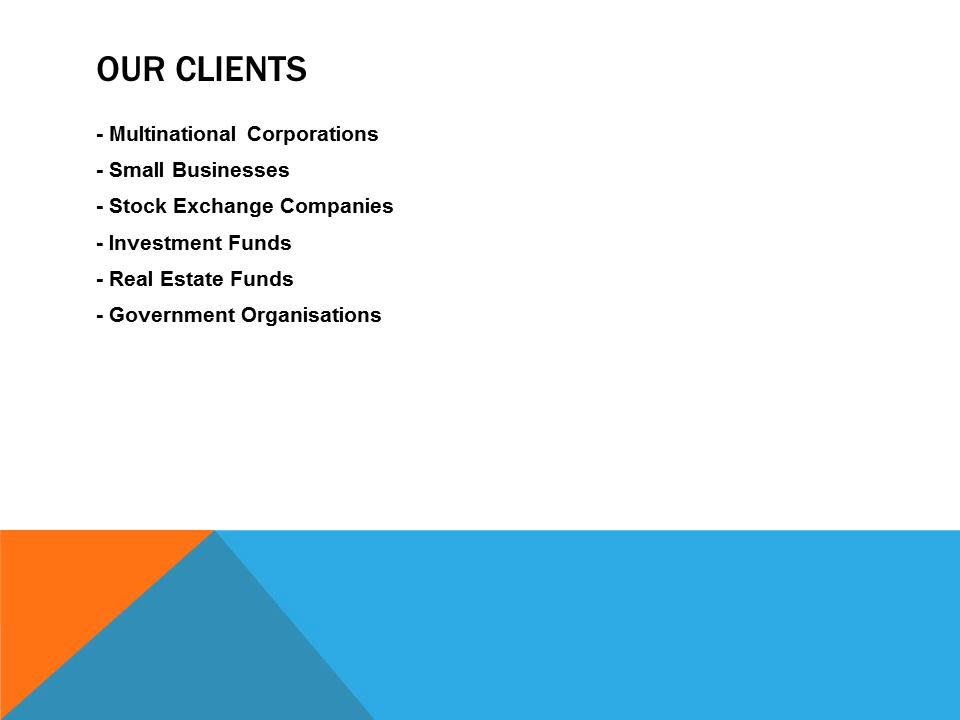 OUR CLIENTS
- Multinational Corporations
- Small Businesses
- Stock Exchange Companies
- Investment Funds
- Real Estate Funds
- Government Organisations